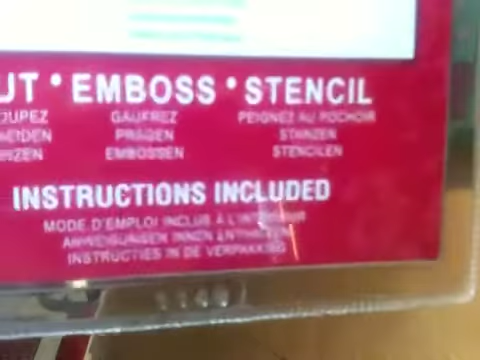 UT • EMBOSS • STENCIL
OUPEZ GAUFREZ PEIGNEZ AU POCHOIR
EIDEN PRÄGEN STANZEN
EMBOSSEN STENCILEN
INSTRUCTIONS INCLUDED
MODE D'EMPLOI INCLUS À L'INTÉRIEUR
ANWEISUNGEN INNEN ENTHALTEN
INSTRUCTIES IN DE VERPAKKING